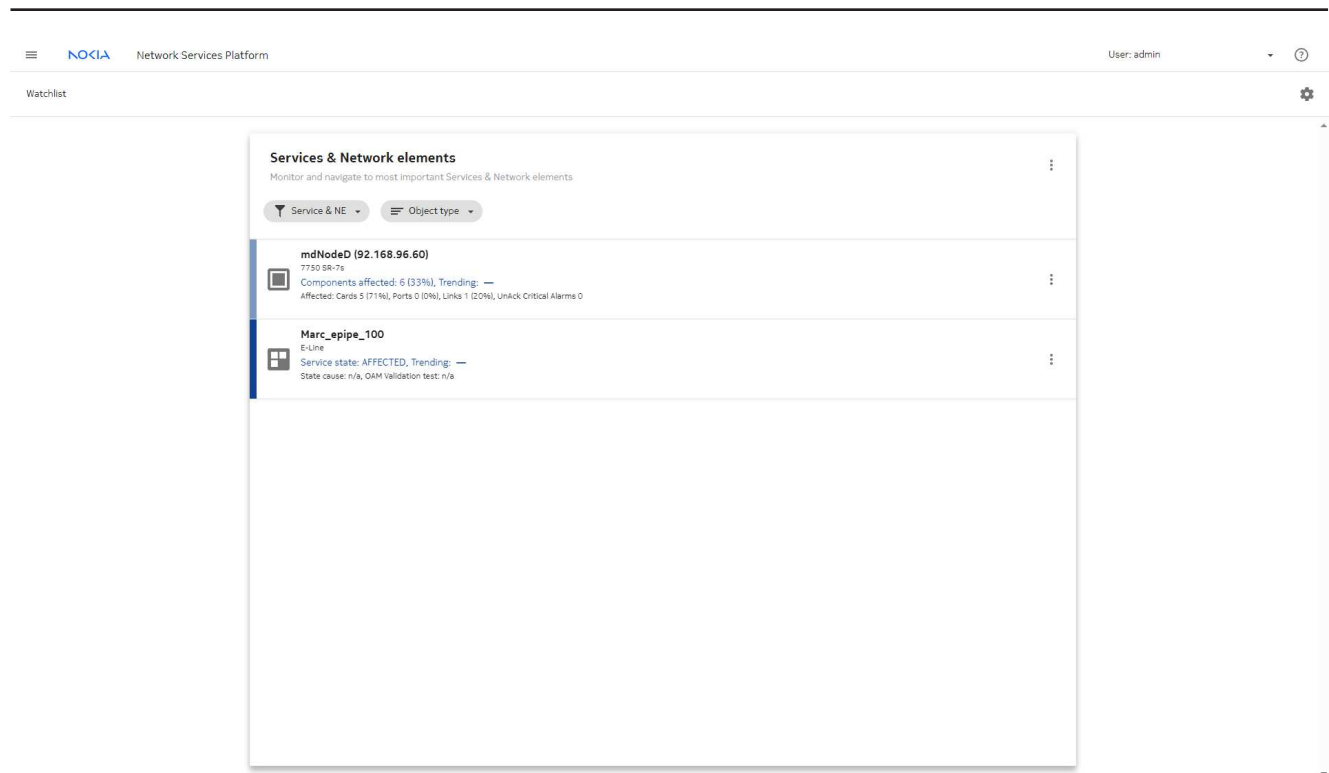 NOKIA Network Services Platform User: admin
Watchlist
Services & Network elements
Monitor and navigate to most important Services & Network elements
Service & NE Object type
mdNodeD (92.168.96.60)
7750 SR-7s
Components affected: 6 (33%), Trending: —
Affected: Cards 5 (71%), Ports 0 (0%), Links 1 (20%), UnAck Critical Alarms 0
Marc_epipe_100
E-Line
Service state: AFFECTED, Trending: —
State cause: n/a, OAM Validation test: n/a